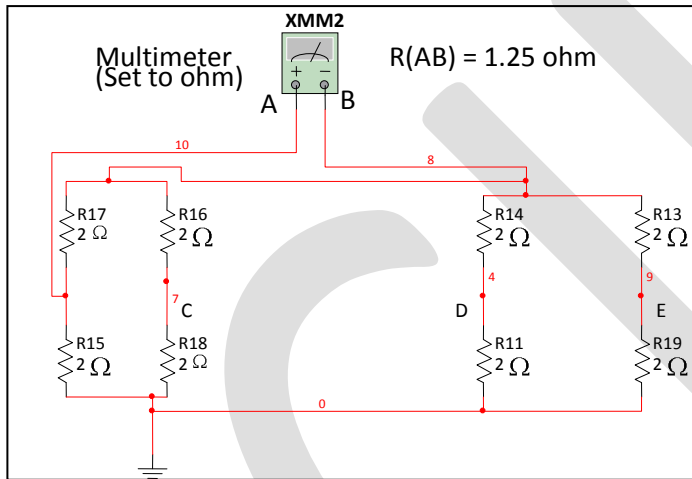 XMM2
Multimeter
(Set to ohm)
R(AB) = 1.25 ohm
+ −
A B
10
8
R17
2 Ω
R16
2 Ω
R14
2 Ω
R13
2 Ω
7
C
4
D
9
E
R15
2 Ω
R18
2 Ω
R11
2 Ω
R19
2 Ω
0